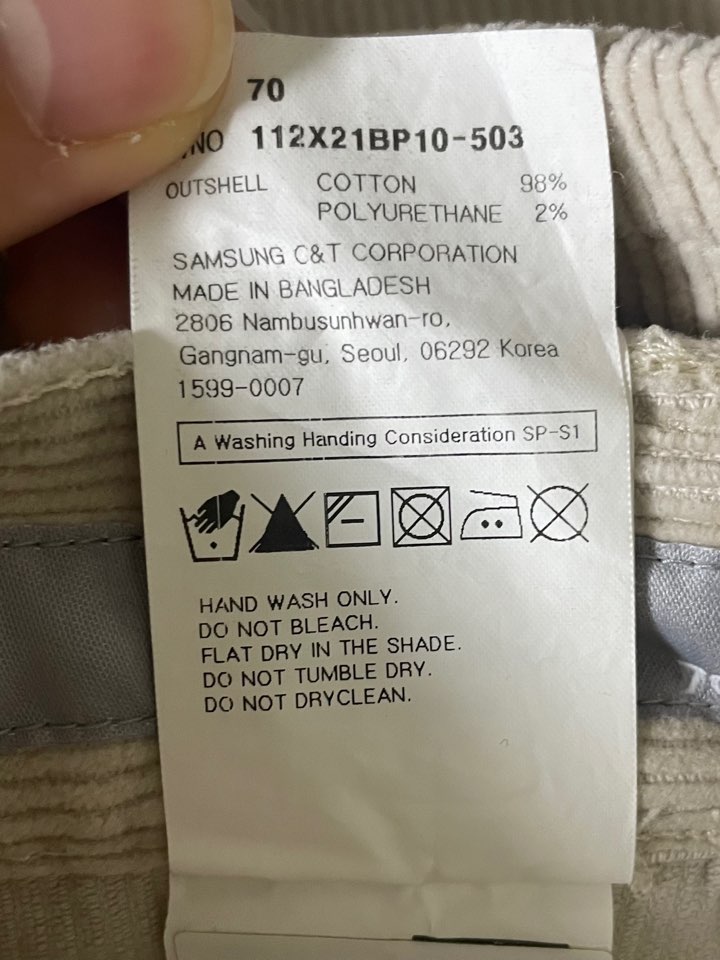 70
NO 112X21BP10-503
OUTSHELL COTTON 98%
POLYURETHANE 2%
SAMSUNG C&T CORPORATION
MADE IN BANGLADESH
2806 Nambusunhwan-ro,
Gangnam-gu, Seoul, 06292 Korea
1599-0007
A Washing Handing Consideration SP-S1
HAND WASH ONLY.
DO NOT BLEACH.
FLAT DRY IN THE SHADE.
DO NOT TUMBLE DRY.
DO NOT DRYCLEAN.